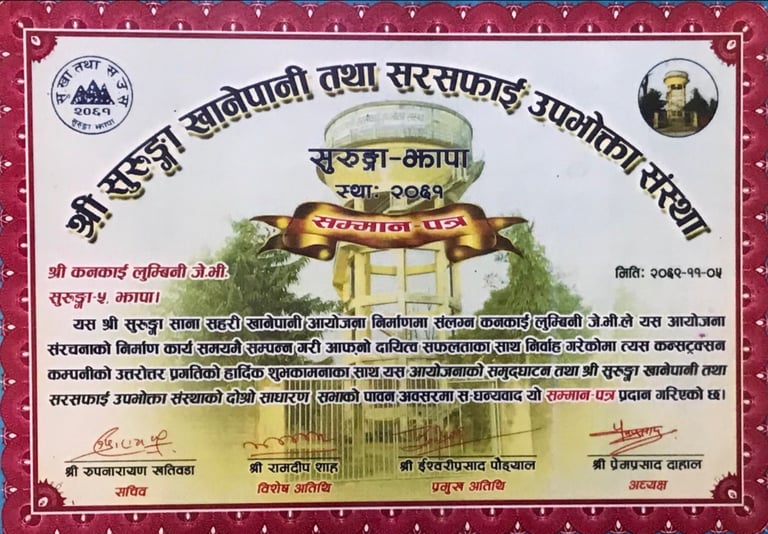 सु खा तथा स उ स
२०६१
सुरुङ्गा झापा
श्री सुरुङ्गा खानेपानी तथा सरसफाई उपभोक्ता संस्था
सुरुङ्गा-झापा
स्था: २०६१
सम्मान-पत्र
श्री कनकाई लुम्बिनी जे.भी.
मिति: २०६९-११-०५
सुरुङ्गा-५, झापा।
यस श्री सुरुङ्गा साना सहरी खानेपानी आयोजना निर्माणमा संलग्न कनकाई लुम्बिनी जे.भी.ले यस आयोजना
संरचनाको निर्माण कार्य समयमै सम्पन्न गरी आफ्नो दायित्व सफलताका साथ निर्वाह गरेकोमा त्यस कन्सट्रक्सन
कम्पनीको उत्तरोत्तर प्रगतिको हार्दिक शुभकामनाका साथ यस आयोजनाको समुद्घाटन तथा श्री सुरुङ्गा खानेपानी तथा
सरसफाई उपभोक्ता संस्थाको दोश्रो साधारण सभाको पावन अवसरमा स-धन्यवाद यो सम्मान-पत्र प्रदान गरिएको छ।
श्री रुपनारायण खतिवडा
श्री रामदीप शाह
श्री ईश्वरीप्रसाद पौड्याल
श्री प्रेमप्रसाद दाहाल
सचिव
विशेष अतिथि
प्रमुख अतिथि
अध्यक्ष